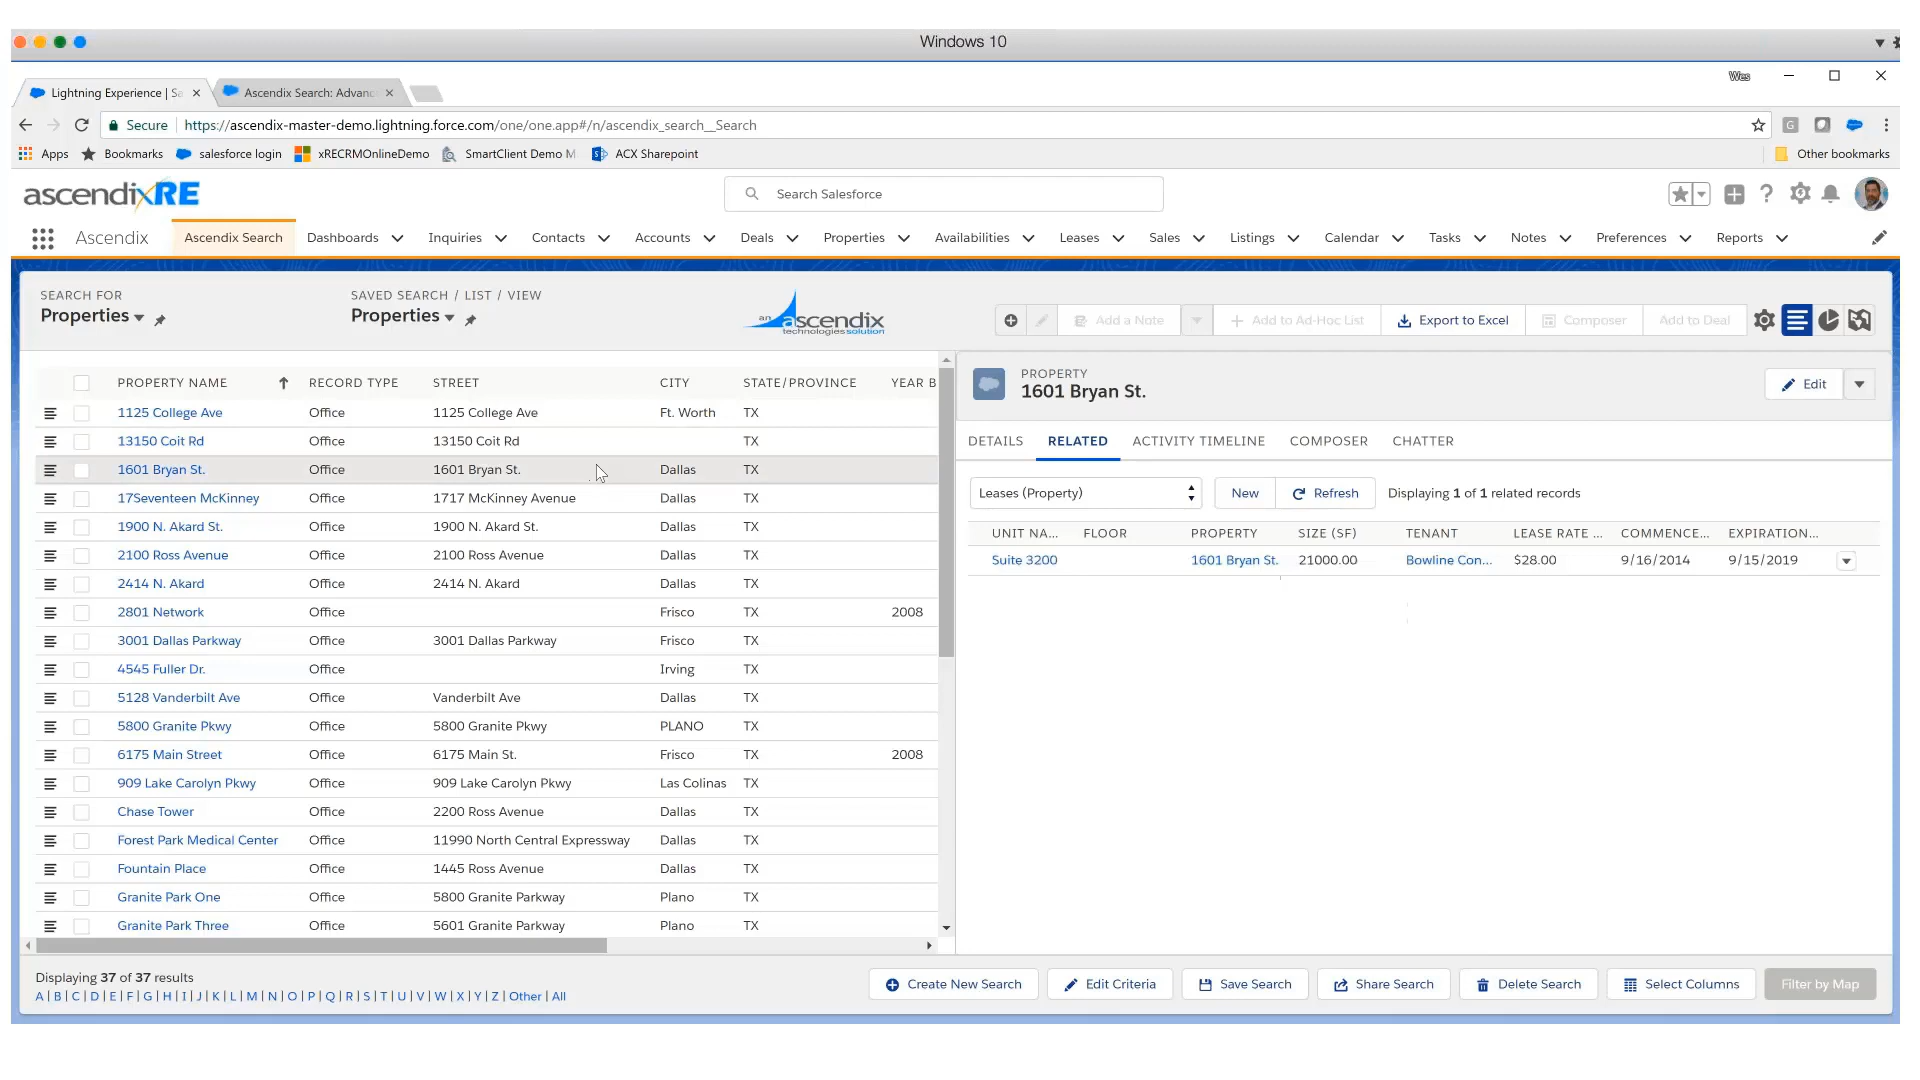 Windows 10
Wes
Lightning Experience | Sa
Ascendix Search: Advanc
Secure https://ascendix-master-demo.lightning.force.com/one/one.app#/n/ascendix_search__Search
Apps Bookmarks salesforce login xRECRMOnlineDemo SmartClient Demo M ACX Sharepoint Other bookmarks
ascendixRE Search Salesforce
Ascendix Ascendix Search Dashboards Inquiries Contacts Accounts Deals Properties Availabilities Leases Sales Listings Calendar Tasks Notes Preferences Reports
SEARCH FOR SAVED SEARCH / LIST / VIEW
Properties Properties
an ascendix technologies solution
Add a Note Add to Ad-Hoc List Export to Excel Composer Add to Deal
PROPERTY NAME RECORD TYPE STREET CITY STATE/PROVINCE YEAR B
1125 College Ave Office 1125 College Ave Ft. Worth TX
13150 Coit Rd Office 13150 Coit Rd TX
1601 Bryan St. Office 1601 Bryan St. Dallas TX
17Seventeen McKinney Office 1717 McKinney Avenue Dallas TX
1900 N. Akard St. Office 1900 N. Akard St. Dallas TX
2100 Ross Avenue Office 2100 Ross Avenue Dallas TX
2414 N. Akard Office 2414 N. Akard Dallas TX
2801 Network Office Frisco TX 2008
3001 Dallas Parkway Office 3001 Dallas Parkway Frisco TX
4545 Fuller Dr. Office Irving TX
5128 Vanderbilt Ave Office Vanderbilt Ave Dallas TX
5800 Granite Pkwy Office 5800 Granite Pkwy PLANO TX
6175 Main Street Office 6175 Main St. Frisco TX 2008
909 Lake Carolyn Pkwy Office 909 Lake Carolyn Pkwy Las Colinas TX
Chase Tower Office 2200 Ross Avenue Dallas TX
Forest Park Medical Center Office 11990 North Central Expressway Dallas TX
Fountain Place Office 1445 Ross Avenue Dallas TX
Granite Park One Office 5800 Granite Parkway Plano TX
Granite Park Three Office 5601 Granite Parkway Plano TX
PROPERTY
1601 Bryan St.
Edit
DETAILS RELATED ACTIVITY TIMELINE COMPOSER CHATTER
Leases (Property) New Refresh Displaying 1 of 1 related records
UNIT NA... FLOOR PROPERTY SIZE (SF) TENANT LEASE RATE ... COMMENCE... EXPIRATION...
Suite 3200 1601 Bryan St. 21000.00 Bowline Con... $28.00 9/16/2014 9/15/2019
Displaying 37 of 37 results
A | B | C | D | E | F | G | H | I | J | K | L | M | N | O | P | Q | R | S | T | U | V | W | X | Y | Z | Other | All
Create New Search Edit Criteria Save Search Share Search Delete Search Select Columns Filter by Map